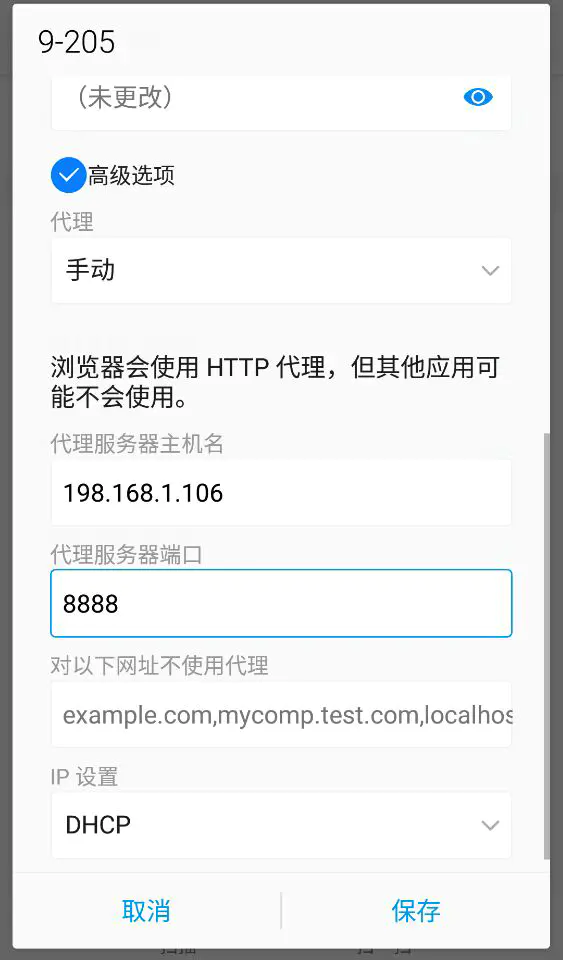 9-205
（未更改）
高级选项
代理
手动
浏览器会使用 HTTP 代理，但其他应用可
能不会使用。
代理服务器主机名
198.168.1.106
代理服务器端口
8888
对以下网址不使用代理
example.com,mycomp.test.com,localhos
IP 设置
DHCP
取消
保存